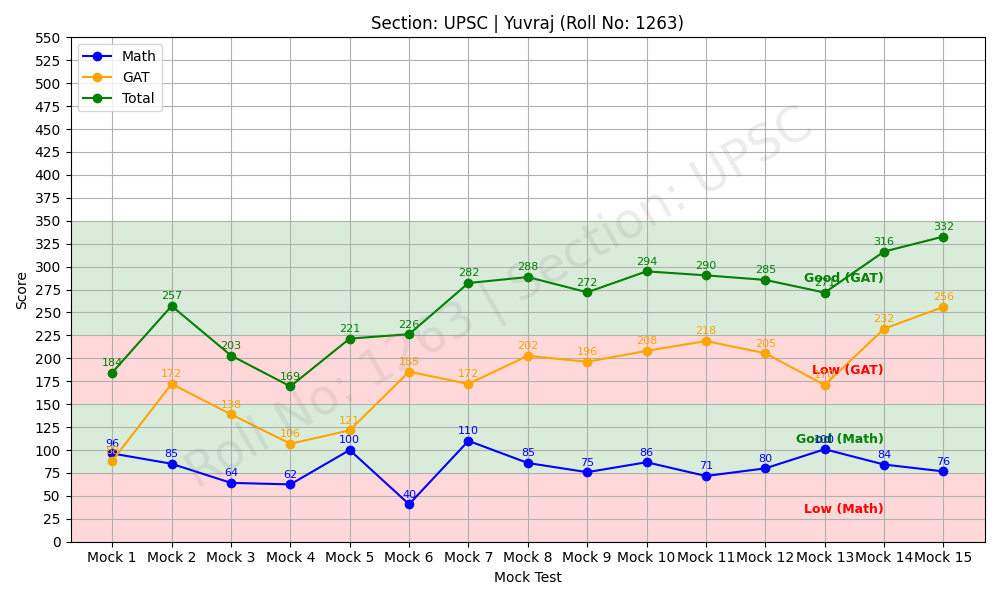 Section: UPSC | Yuvraj (Roll No: 1263)
Score
550
525
500
475
450
425
400
375
350
325
300
275
250
225
200
175
150
125
100
75
50
25
0
Math
GAT
Total
Roll No: 1263 | Section: UPSC
184 257 203 169 221 226 282 288 272 294 290 285 271 316 332
172 138 106 121 185 172 202 196 208 218 205 232 256
96 85 64 62 100 40 110 85 75 86 71 80 100 84 76
Good (GAT)
Low (GAT)
Good (Math)
Low (Math)
Mock 1 Mock 2 Mock 3 Mock 4 Mock 5 Mock 6 Mock 7 Mock 8 Mock 9 Mock 10 Mock 11 Mock 12 Mock 13 Mock 14 Mock 15
Mock Test